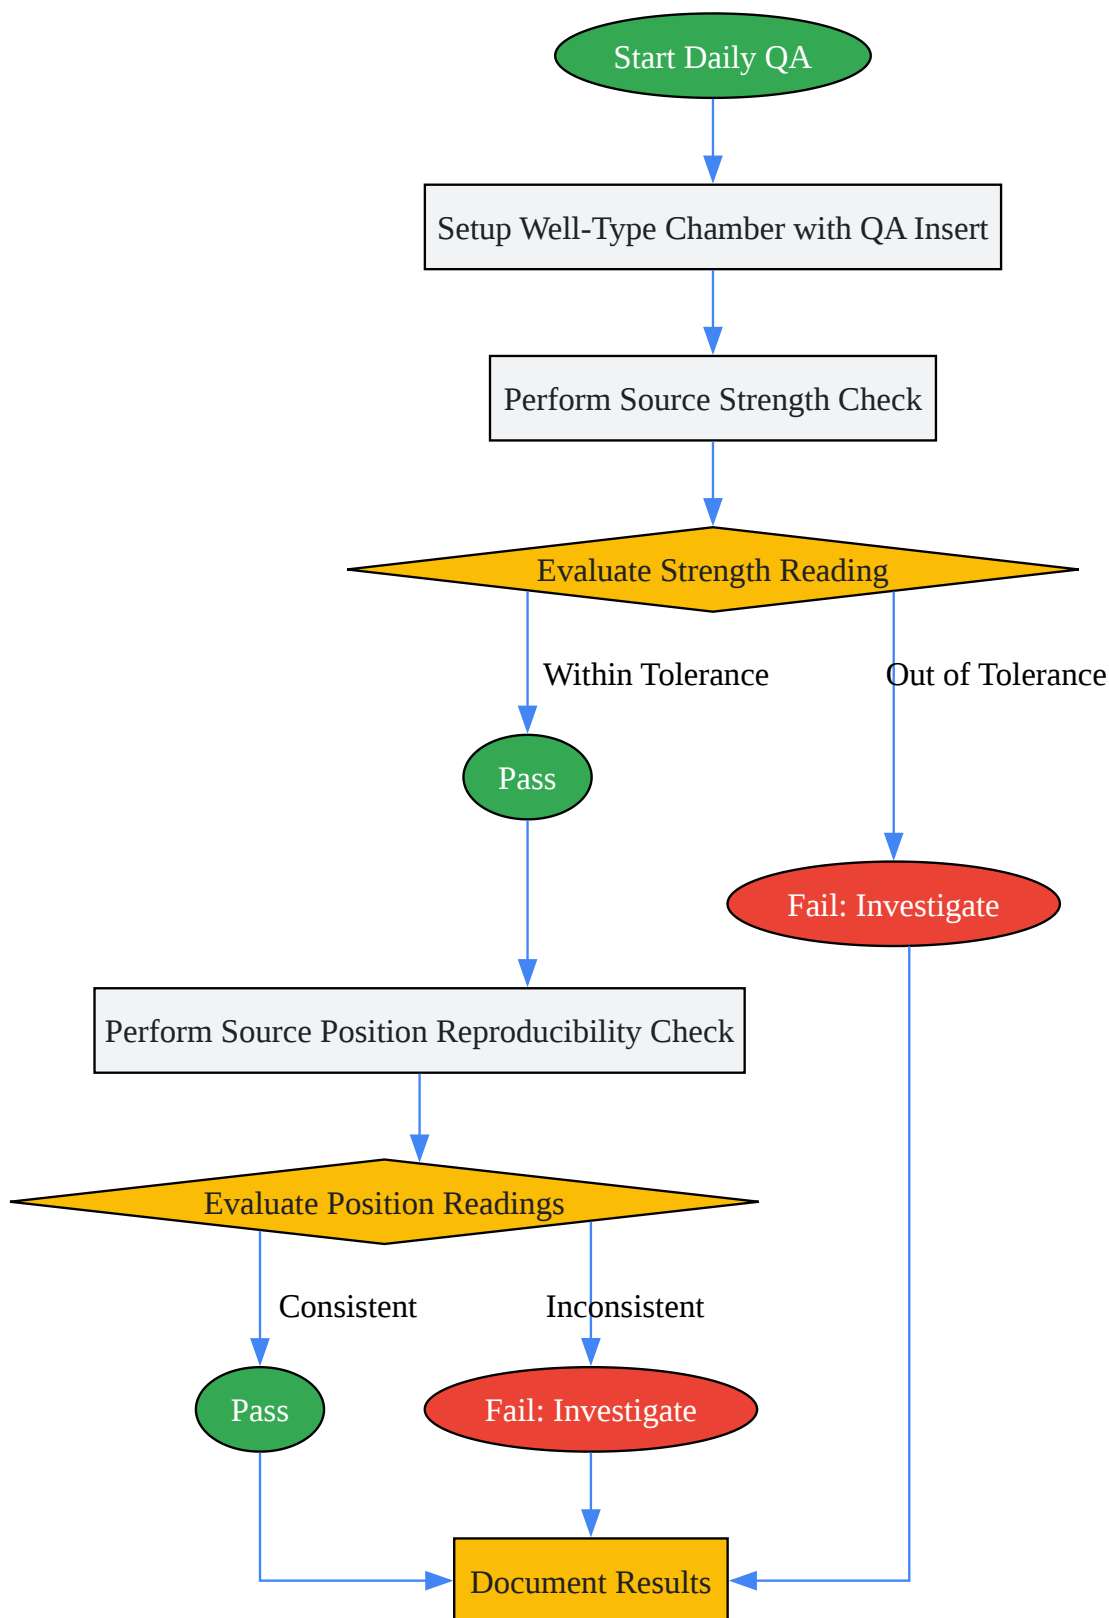 Start Daily QA
Setup Well-Type Chamber with QA Insert
Perform Source Strength Check
Evaluate Strength Reading
Within Tolerance
Out of Tolerance
Pass
Fail: Investigate
Perform Source Position Reproducibility Check
Evaluate Position Readings
Consistent
Inconsistent
Pass
Fail: Investigate
Document Results